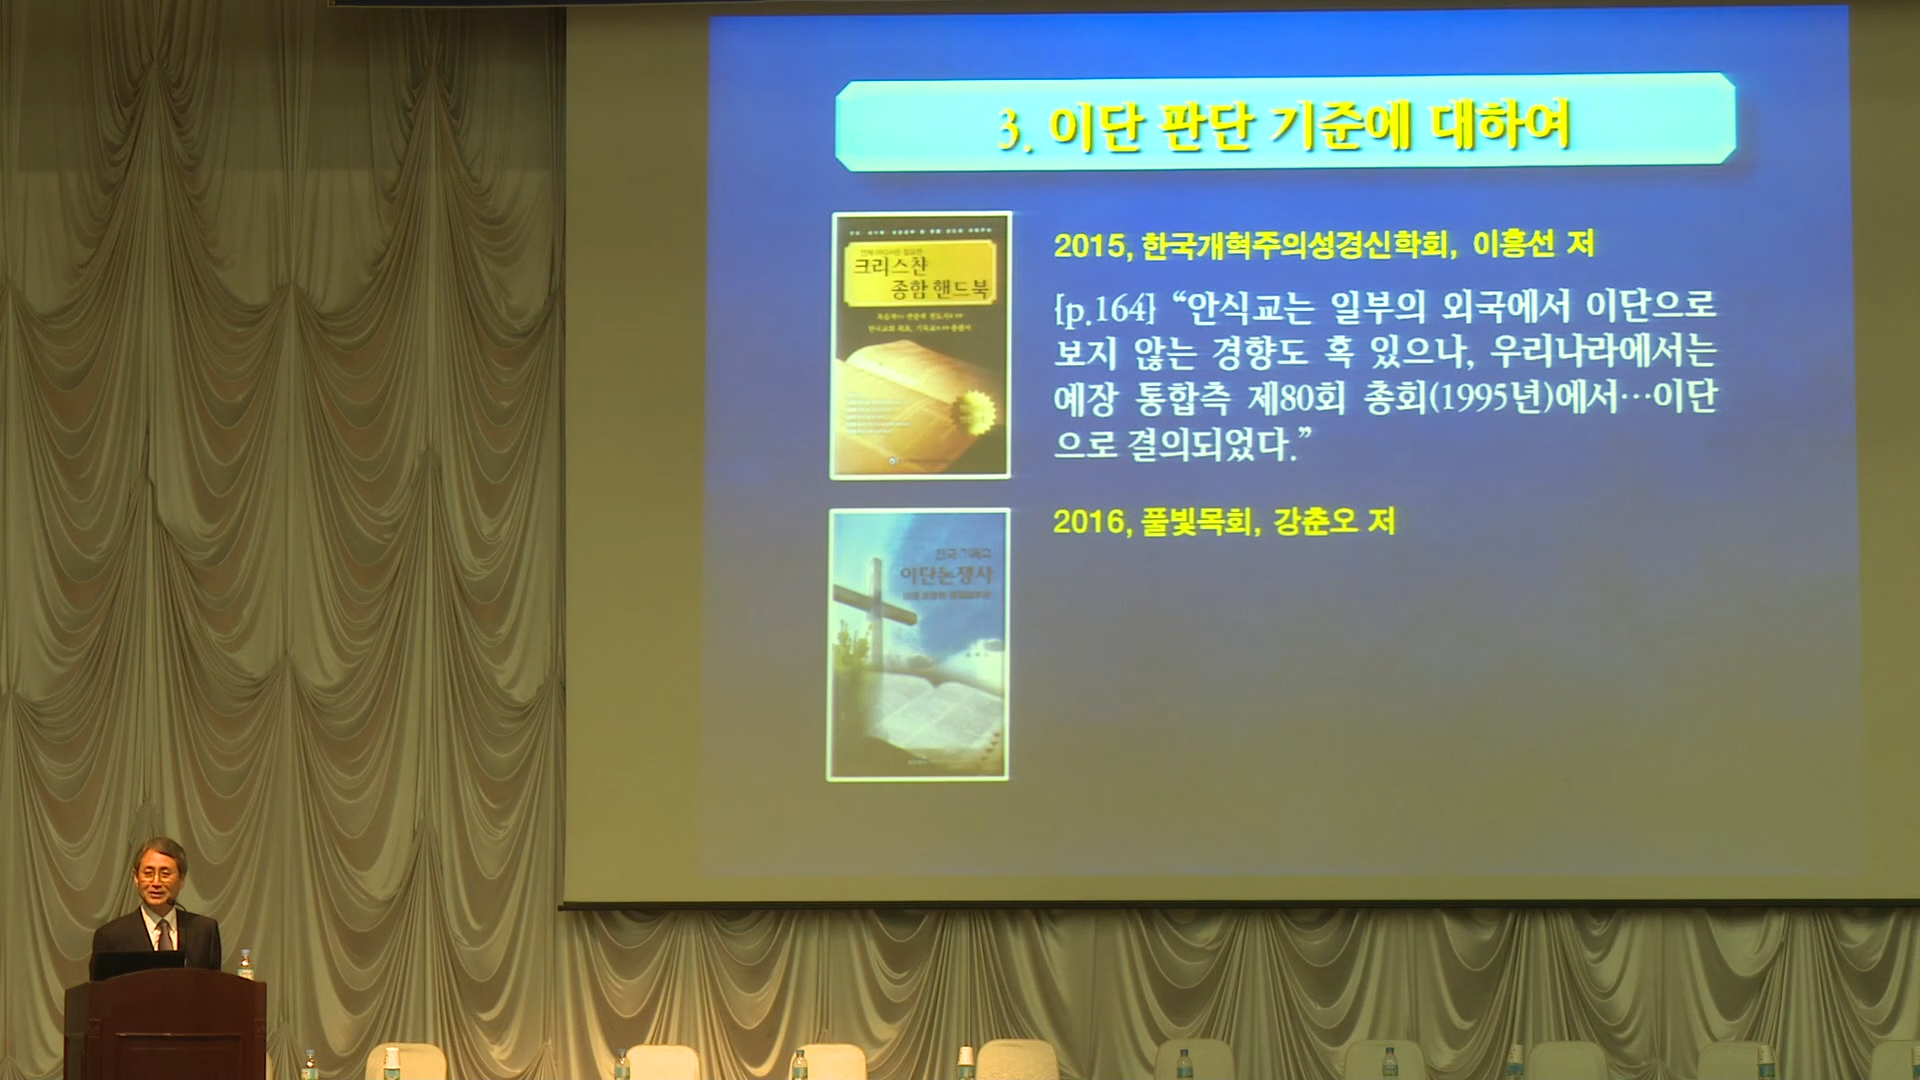 3. 이단 판단 기준에 대하여
크리스챤
종합 핸드북
2015, 한국개혁주의성경신학회, 이흥선 저
{p.164} “안식교는 일부의 외국에서 이단으로
보지 않는 경향도 혹 있으나, 우리나라에서는
예장 통합측 제80회 총회(1995년)에서…이단
으로 결의되었다.”
2016, 풀빛목회, 강춘오 저
한국 기독교
이단논쟁사